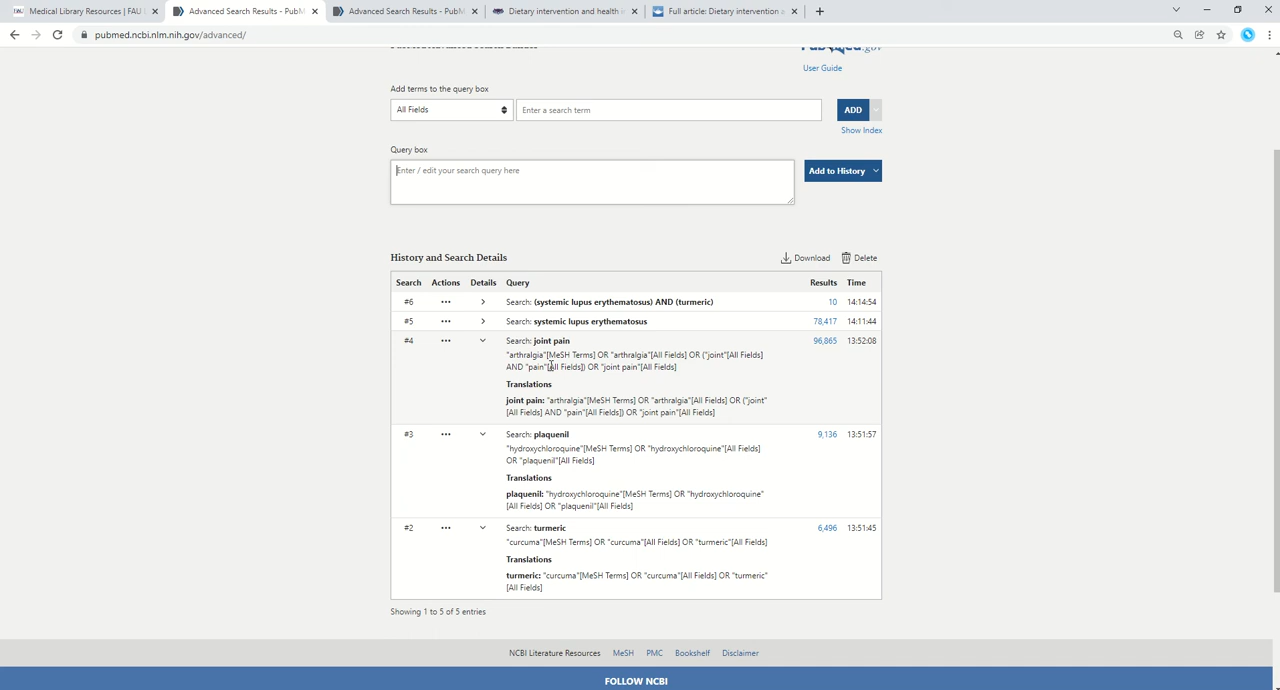 Medical Library Resources | FAU
Advanced Search Results - PubM
Advanced Search Results - PubM
Dietary intervention and health i
Full article: Dietary intervention a
pubmed.ncbi.nlm.nih.gov/advanced/
User Guide
Add terms to the query box
All Fields
Enter a search term
ADD
Show Index
Query box
Enter / edit your search query here
Add to History
History and Search Details
Download
Delete
Search Actions Details Query Results Time
#6 ... Search: (systemic lupus erythematosus) AND (turmeric) 10 14:14:54
#5 ... Search: systemic lupus erythematosus 78,417 14:11:44
#4 ... Search: joint pain 96,865 13:52:08
"arthralgia"[MeSH Terms] OR "arthralgia"[All Fields] OR ("joint"[All Fields]
AND "pain"[All Fields]) OR "joint pain"[All Fields]
Translations
joint pain: "arthralgia"[MeSH Terms] OR "arthralgia"[All Fields] OR ("joint"
[All Fields] AND "pain"[All Fields]) OR "joint pain"[All Fields]
#3 ... Search: plaquenil 9,136 13:51:57
"hydroxychloroquine"[MeSH Terms] OR "hydroxychloroquine"[All Fields]
OR "plaquenil"[All Fields]
Translations
plaquenil: "hydroxychloroquine"[MeSH Terms] OR "hydroxychloroquine"
[All Fields] OR "plaquenil"[All Fields]
#2 ... Search: turmeric 6,496 13:51:45
"curcuma"[MeSH Terms] OR "curcuma"[All Fields] OR "turmeric"[All Fields]
Translations
turmeric: "curcuma"[MeSH Terms] OR "curcuma"[All Fields] OR "turmeric"
[All Fields]
Showing 1 to 5 of 5 entries
NCBI Literature Resources MeSH PMC Bookshelf Disclaimer
FOLLOW NCBI